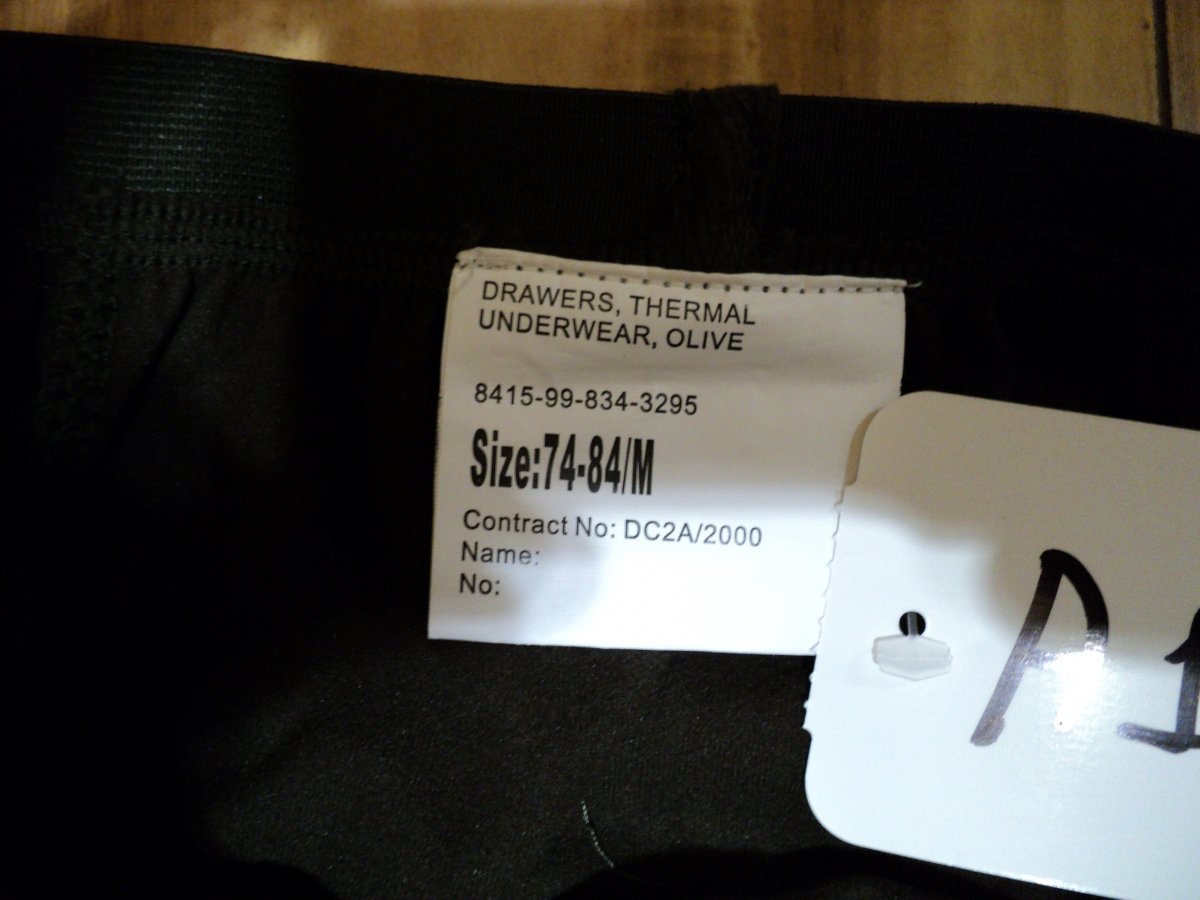 DRAWERS, THERMAL
UNDERWEAR, OLIVE
8415-99-834-3295
Size:74-84/M
Contract No: DC2A/2000
Name:
No: